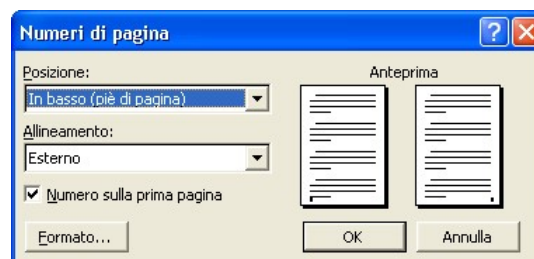 Numeri di pagina
Posizione:
In basso (piè di pagina)
Allineamento:
Esterno
Numero sulla prima pagina
Formato...
Anteprima
OK
Annulla